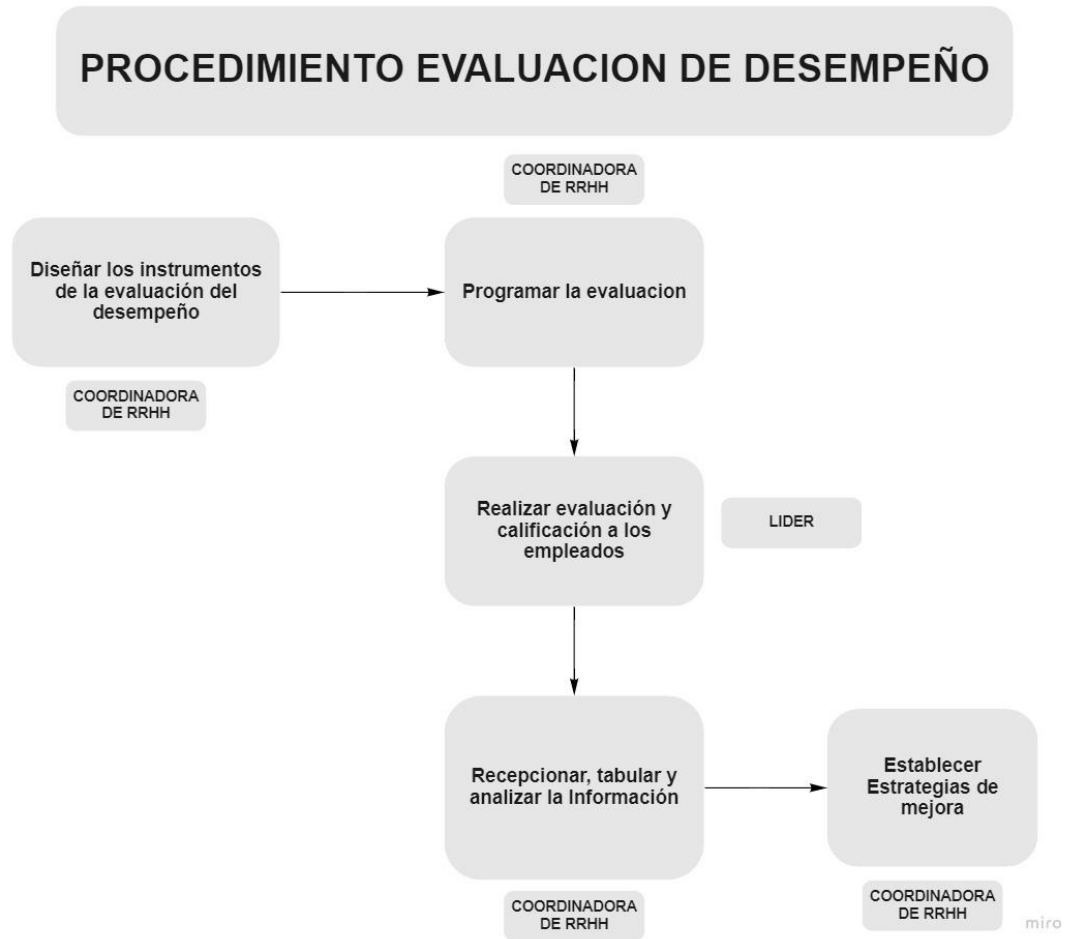 PROCEDIMIENTO EVALUACION DE DESEMPEÑO
COORDINADORA
DE RRHH
Diseñar los instrumentos
de la evaluación del
desempeño
Programar la evaluacion
COORDINADORA
DE RRHH
Realizar evaluación y
calificación a los
empleados
LIDER
Recepcionar, tabular y
analizar la Información
Establecer
Estrategias de
mejora
COORDINADORA
DE RRHH
COORDINADORA
DE RRHH
miro